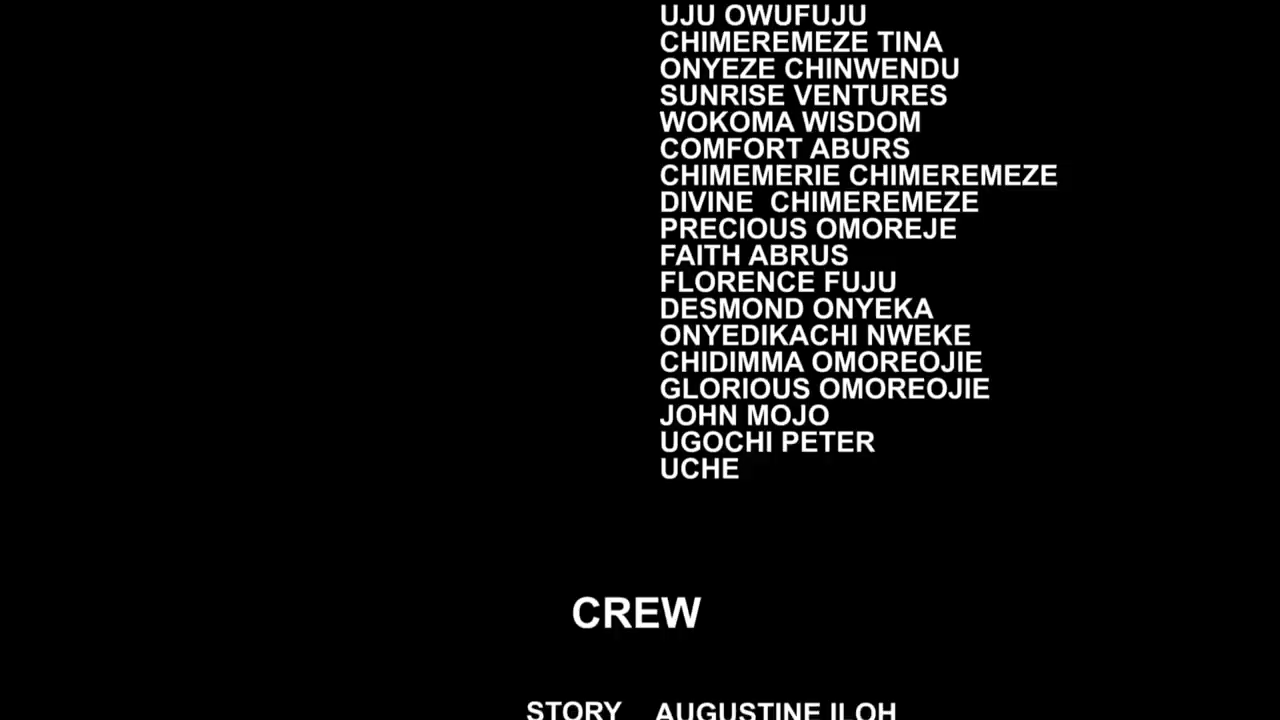 UJU OWUFUJU
CHIMEREMEZE TINA
ONYEZE CHINWENDU
SUNRISE VENTURES
WOKOMA WISDOM
COMFORT ABURS
CHIMEMERIE CHIMEREMEZE
DIVINE  CHIMEREMEZE
PRECIOUS OMOREJE
FAITH ABRUS
FLORENCE FUJU
DESMOND ONYEKA
ONYEDIKACHI NWEKE
CHIDIMMA OMOREOJIE
GLORIOUS OMOREOJIE
JOHN MOJO
UGOCHI PETER
UCHE
CREW
STORY AUGUSTINE ILOH